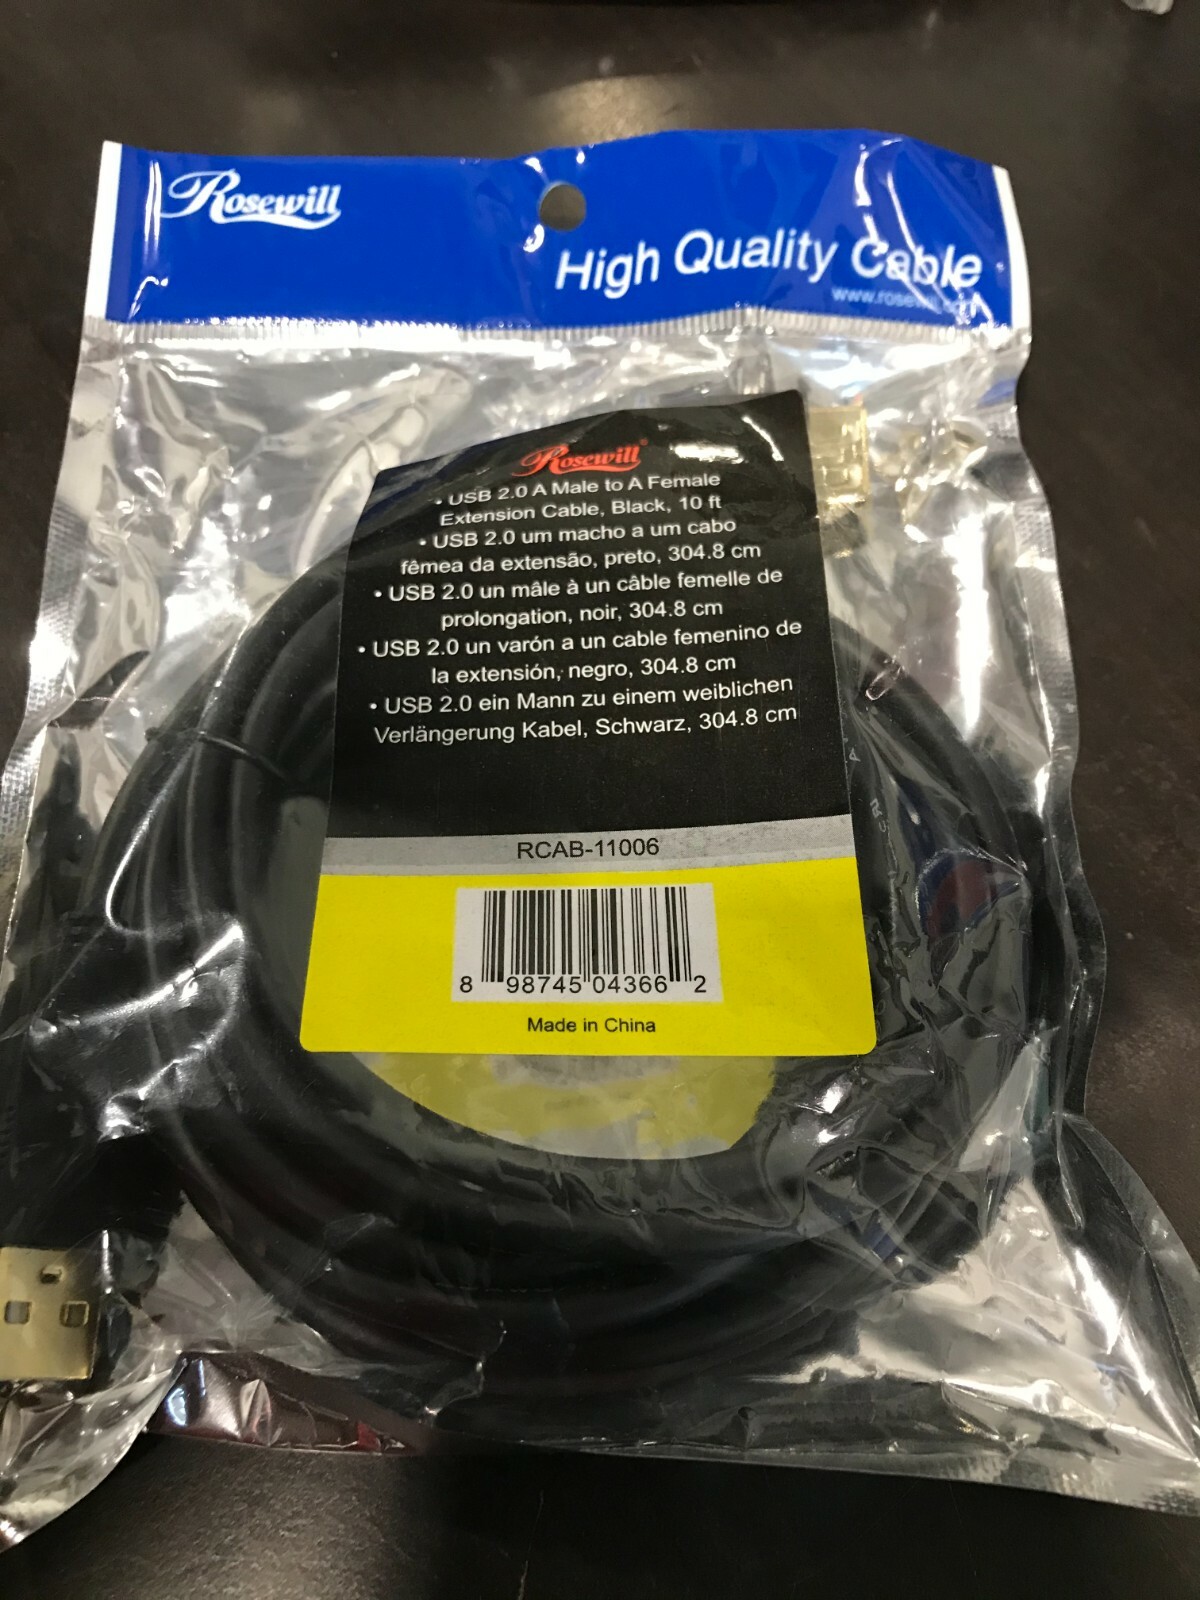 Rosewill
High Quality Cable
www.rosewill.com
Rosewill®
• USB 2.0 A Male to A Female
Extension Cable, Black, 10 ft
• USB 2.0 um macho a um cabo
fêmea da extensão, preto, 304.8 cm
• USB 2.0 un mâle à un câble femelle de
prolongation, noir, 304.8 cm
• USB 2.0 un varón a un cable femenino de
la extensión, negro, 304.8 cm
• USB 2.0 ein Mann zu einem weiblichen
Verlängerung Kabel, Schwarz, 304.8 cm
RCAB-11006
8 98745 04366 2
Made in China